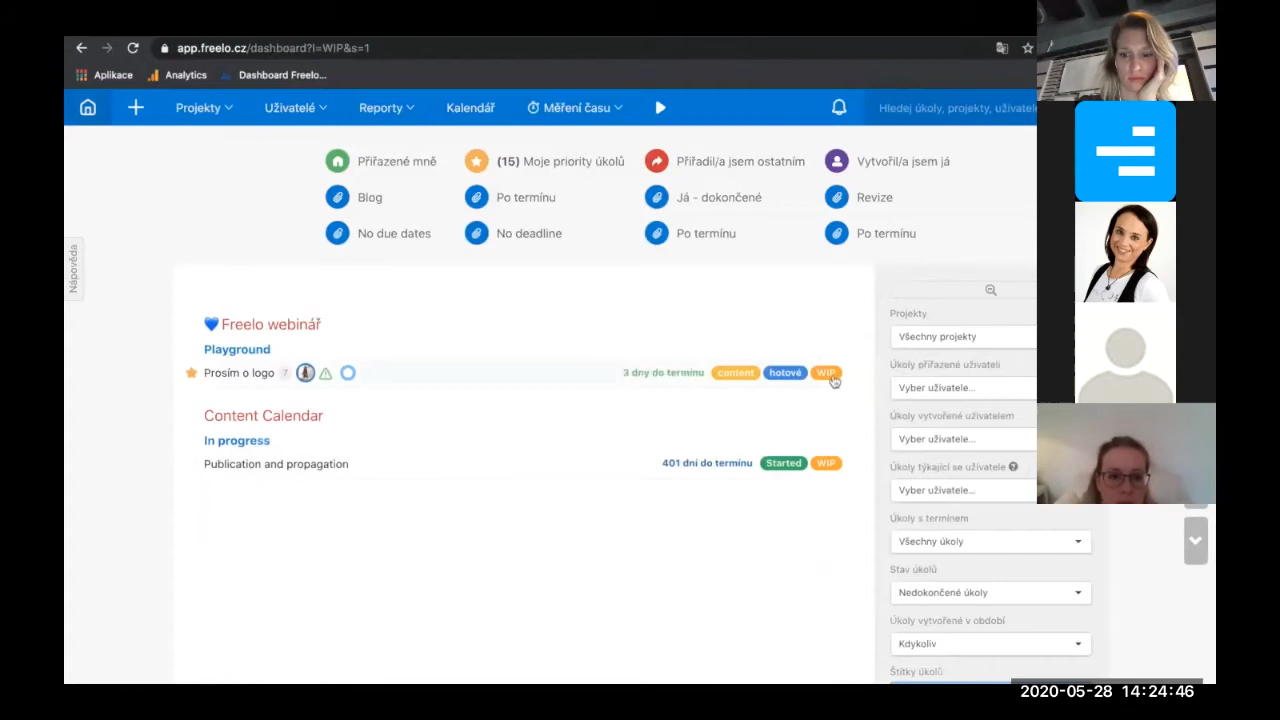 app.freelo.cz/dashboard?l=WIP&s=1
Aplikace Analytics Dashboard Freelo...
Projekty Uživatelé Reporty Kalendář Měření času Hledej úkoly, projekty, uživatele
Přiřazené mně (15) Moje priority úkolů Přiřadil/a jsem ostatním Vytvořil/a jsem já
Blog Po termínu Já - dokončené Revize
No due dates No deadline Po termínu Po termínu
Nápověda
💙 Freelo webinář
Playground
Prosím o logo 7 3 dny do termínu content hotové WIP
Content Calendar
In progress
Publication and propagation 401 dní do termínu Started WIP
Projekty
Všechny projekty
Úkoly přiřazené uživateli
Vyber uživatele...
Úkoly vytvořené uživatelem
Vyber uživatele...
Úkoly týkající se uživatele
Vyber uživatele...
Úkoly s termínem
Všechny úkoly
Stav úkolů
Nedokončené úkoly
Úkoly vytvořené v období
Kdykoliv
Štítky úkolů
2020-05-28 14:24:46